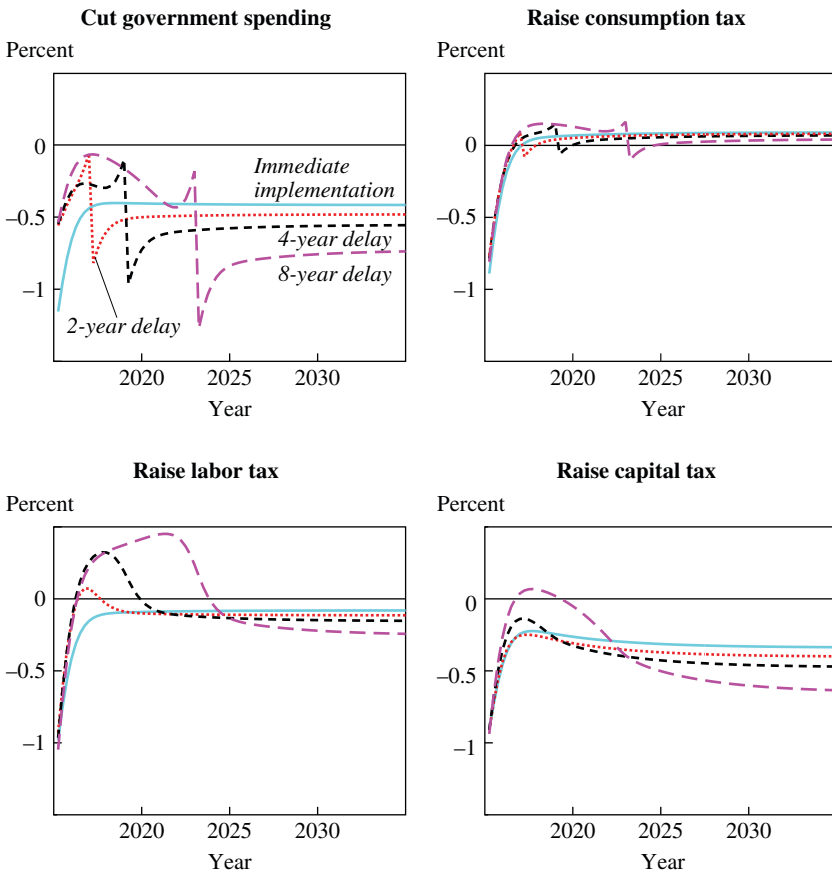 Cut government spending
Percent
0
–0.5
–1
Immediate
implementation
4-year delay
8-year delay
2-year delay
2020 2025 2030
Year
Raise consumption tax
Percent
0
–0.5
–1
2020 2025 2030
Year
Raise labor tax
Percent
0
–0.5
–1
2020 2025 2030
Year
Raise capital tax
Percent
0
–0.5
–1
2020 2025 2030
Year